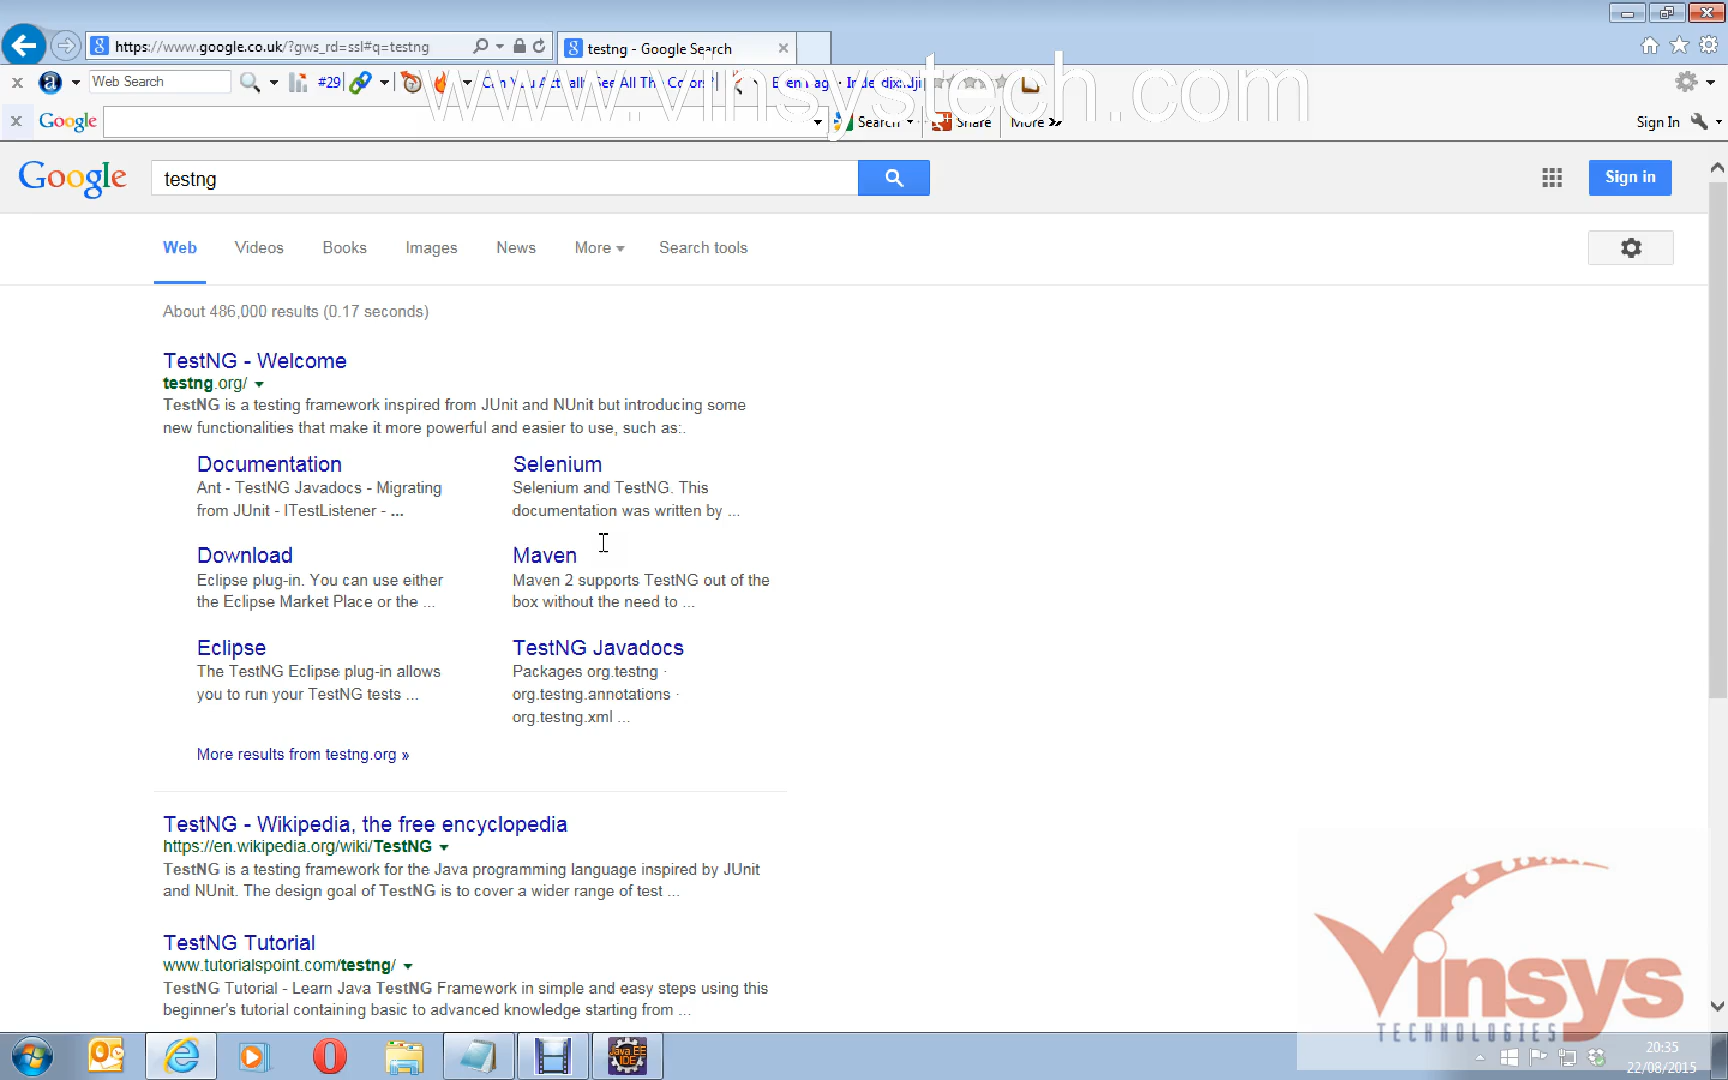 https://www.google.co.uk/?gws_rd=ssl#q=testng
testng - Google Search
Web Search
#29
www.vinsystech.com
Google
Search
Share
More
Sign In
Google
testng
Sign in
Web Videos Books Images News More Search tools
About 486,000 results (0.17 seconds)
TestNG - Welcome
testng.org/
TestNG is a testing framework inspired from JUnit and NUnit but introducing some
new functionalities that make it more powerful and easier to use, such as:.
Documentation
Ant - TestNG Javadocs - Migrating
from JUnit - ITestListener - ...
Selenium
Selenium and TestNG. This
documentation was written by ...
Download
Eclipse plug-in. You can use either
the Eclipse Market Place or the ...
Maven
Maven 2 supports TestNG out of the
box without the need to ...
Eclipse
The TestNG Eclipse plug-in allows
you to run your TestNG tests ...
TestNG Javadocs
Packages org.testng ·
org.testng.annotations ·
org.testng.xml ...
More results from testng.org »
TestNG - Wikipedia, the free encyclopedia
https://en.wikipedia.org/wiki/TestNG
TestNG is a testing framework for the Java programming language inspired by JUnit
and NUnit. The design goal of TestNG is to cover a wider range of test ...
TestNG Tutorial
www.tutorialspoint.com/testng/
TestNG Tutorial - Learn Java TestNG Framework in simple and easy steps using this
beginner's tutorial containing basic to advanced knowledge starting from ...
Vinsys
TECHNOLOGIES
Java EE
IDE
20:35
22/08/2015